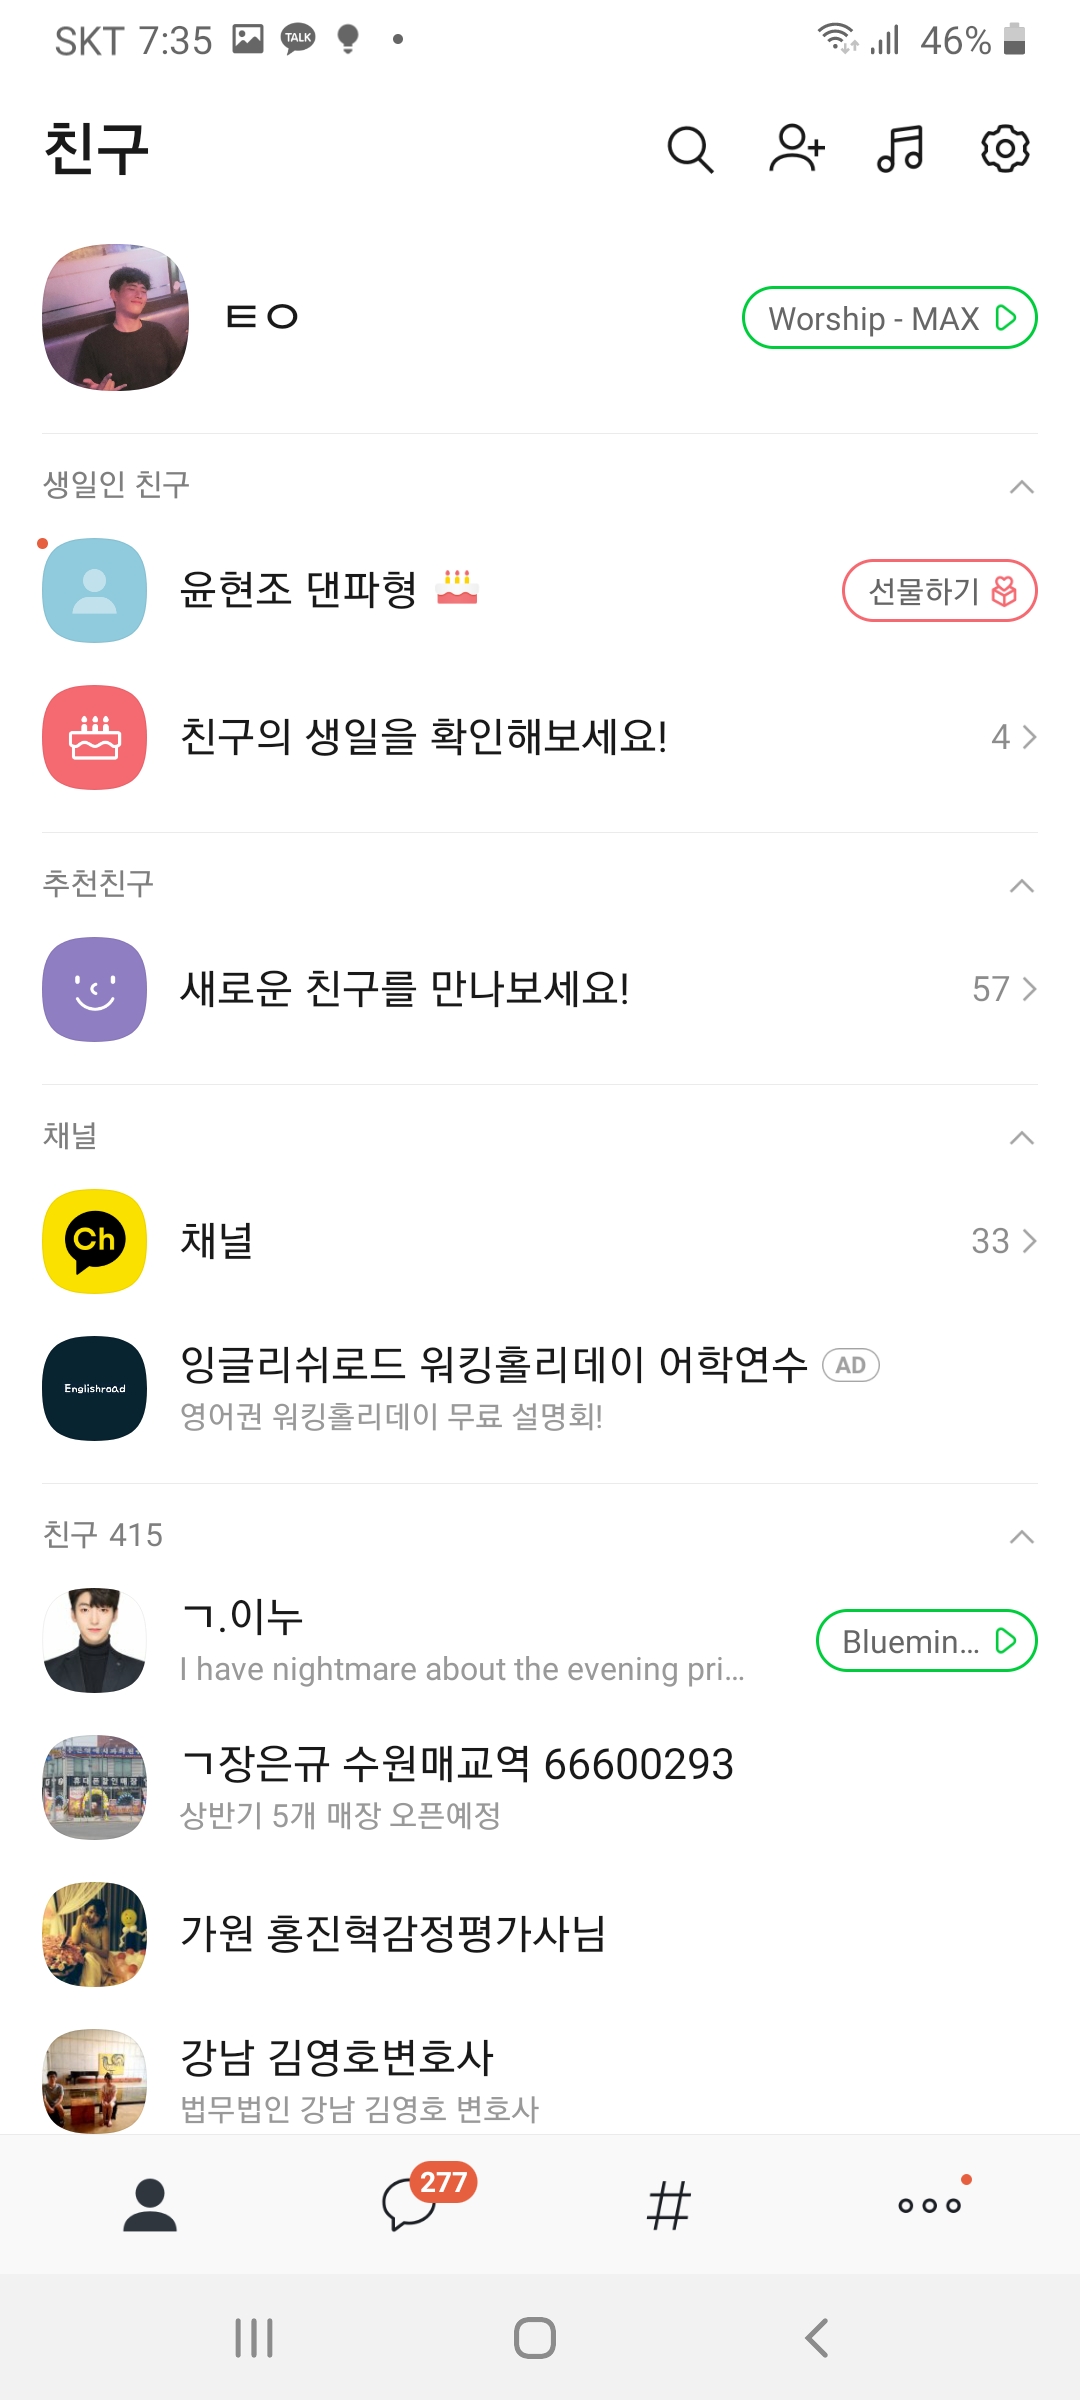 SKT 7:35 TALK 46%
친구
ㅌㅇ Worship - MAX
생일인 친구
윤현조 댄파형 선물하기
친구의 생일을 확인해보세요! 4
추천친구
새로운 친구를 만나보세요! 57
채널
Ch 채널 33
Englishroad
잉글리쉬로드 워킹홀리데이 어학연수 AD
영어권 워킹홀리데이 무료 설명회!
친구 415
ㄱ.이누
I have nightmare about the evening pri...
Bluemin...
ㄱ장은규 수원매교역 66600293
상반기 5개 매장 오픈예정
가원 홍진혁감정평가사님
강남 김영호변호사
법무법인 강남 김영호 변호사
277